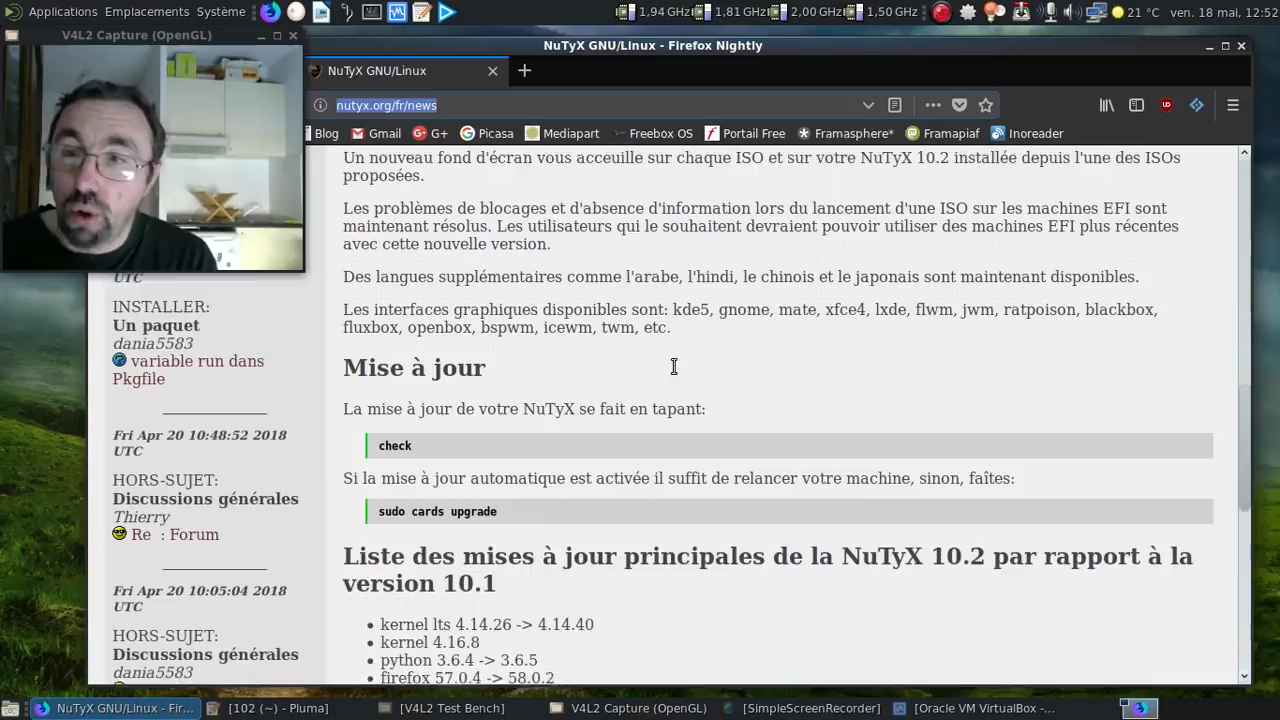 Applications Emplacements Système 1,94 GHz 1,81 GHz 2,00 GHz 1,50 GHz 21 °C ven. 18 mai, 12:52
V4L2 Capture (OpenGL)
NuTyX GNU/Linux - Firefox Nightly
NuTyX GNU/Linux
nutyx.org/fr/news
Blog Gmail G+ Picasa Mediapart Freebox OS Portail Free Framasphere* Framapiaf Inoreader
UTC
INSTALLER:
Un paquet
dania5583
variable run dans
Pkgfile
Fri Apr 20 10:48:52 2018
UTC
HORS-SUJET:
Discussions générales
Thierry
Re : Forum
Fri Apr 20 10:05:04 2018
UTC
HORS-SUJET:
Discussions générales
dania5583
Un nouveau fond d'écran vous acceuille sur chaque ISO et sur votre NuTyX 10.2 installée depuis l'une des ISOs
proposées.
Les problèmes de blocages et d'absence d'information lors du lancement d'une ISO sur les machines EFI sont
maintenant résolus. Les utilisateurs qui le souhaitent devraient pouvoir utiliser des machines EFI plus récentes
avec cette nouvelle version.
Des langues supplémentaires comme l'arabe, l'hindi, le chinois et le japonais sont maintenant disponibles.
Les interfaces graphiques disponibles sont: kde5, gnome, mate, xfce4, lxde, flwm, jwm, ratpoison, blackbox,
fluxbox, openbox, bspwm, icewm, twm, etc.
Mise à jour
La mise à jour de votre NuTyX se fait en tapant:
check
Si la mise à jour automatique est activée il suffit de relancer votre machine, sinon, faîtes:
sudo cards upgrade
Liste des mises à jour principales de la NuTyX 10.2 par rapport à la
version 10.1
kernel lts 4.14.26 -> 4.14.40
kernel 4.16.8
python 3.6.4 -> 3.6.5
firefox 57.0.4 -> 58.0.2
NuTyX GNU/Linux - Fir... [102 (~) - Pluma] [V4L2 Test Bench] V4L2 Capture (OpenGL) [SimpleScreenRecorder] [Oracle VM VirtualBox -...